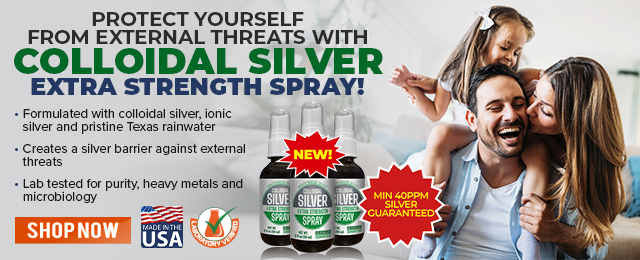 PROTECT YOURSELF
FROM EXTERNAL THREATS WITH
COLLOIDAL SILVER
EXTRA STRENGTH SPRAY!
• Formulated with colloidal silver, ionic
silver and pristine Texas rainwater
• Creates a silver barrier against external
threats
• Lab tested for purity, heavy metals and
microbiology
SHOP NOW
MADE IN THE
USA
LABORATORY VERIFIED
NEW!
COLLOIDAL
SILVER
EXTRA STRENGTH
SPRAY
MIN 40PPM
SILVER
GUARANTEED